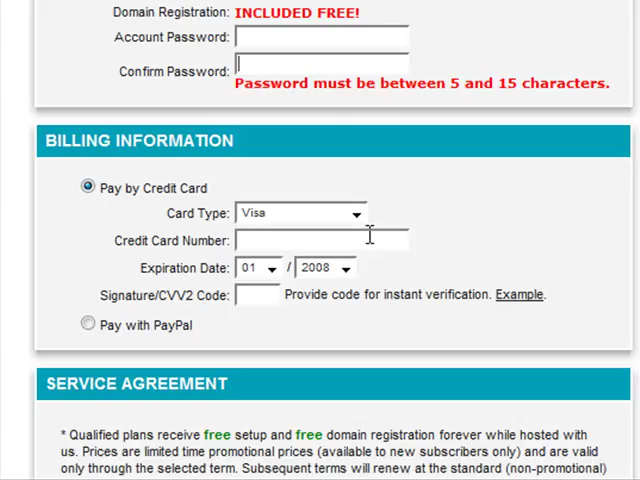 Domain Registration: INCLUDED FREE!
Account Password:
Confirm Password:
Password must be between 5 and 15 characters.
BILLING INFORMATION
Pay by Credit Card
Card Type: Visa
Credit Card Number:
Expiration Date: 01 / 2008
Signature/CVV2 Code: Provide code for instant verification. Example.
Pay with PayPal
SERVICE AGREEMENT
* Qualified plans receive free setup and free domain registration forever while hosted with
us. Prices are limited time promotional prices (available to new subscribers only) and are valid
only through the selected term. Subsequent terms will renew at the standard (non-promotional)